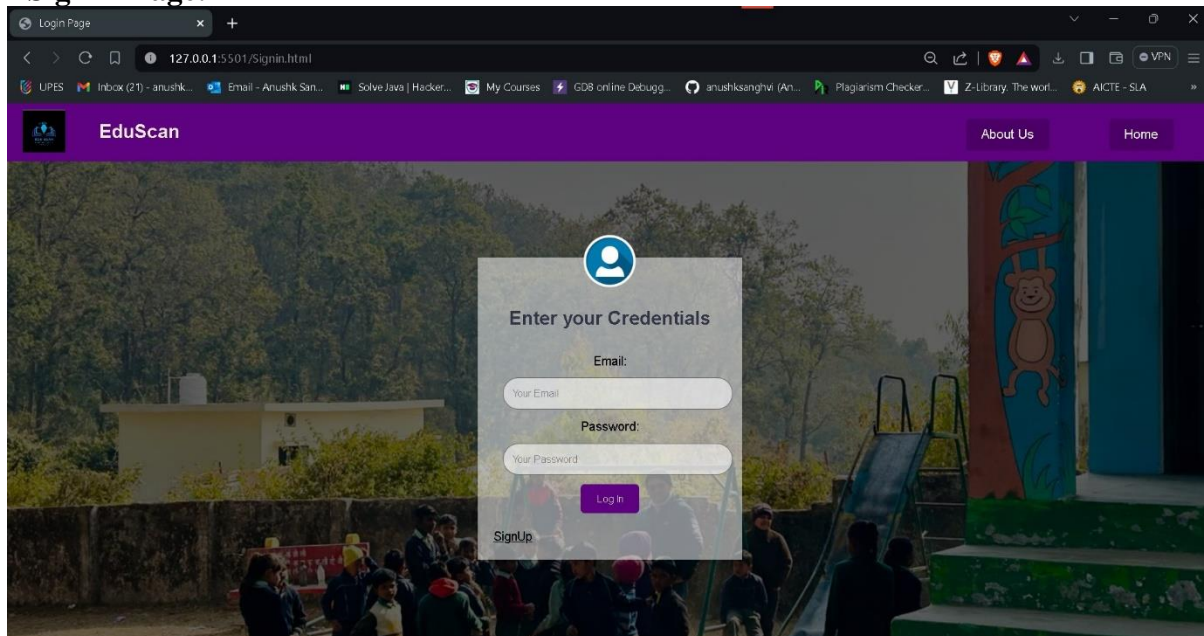 Login Page
127.0.0.1:5501/Signin.html
VPN
UPES Inbox (21) - anushk... Email - Anushk San... Solve Java | Hacker... My Courses GDB online Debugg... anushksanghvi (An... Plagiarism Checker... Z-Library. The worl... AICTE - SLA »
EduScan
About Us Home
Enter your Credentials
Email:
Your Email
Password:
Your Password
Log In
SignUp